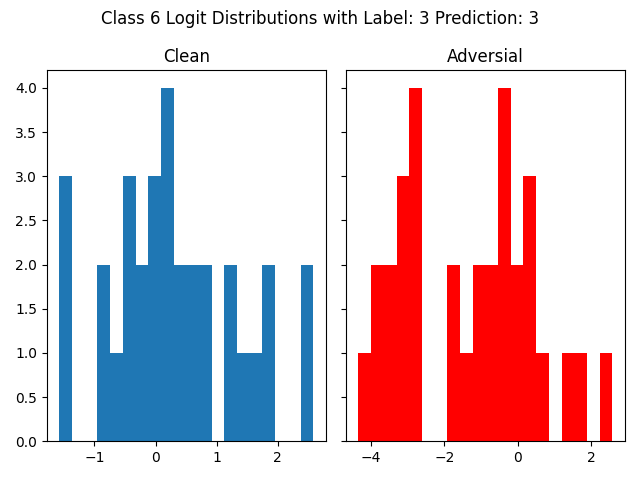 Class 6 Logit Distributions with Label: 3 Prediction: 3
Clean
Adversial
4.0
3.5
3.0
2.5
2.0
1.5
1.0
0.5
0.0
−1 0 1 2
−4 −2 0 2